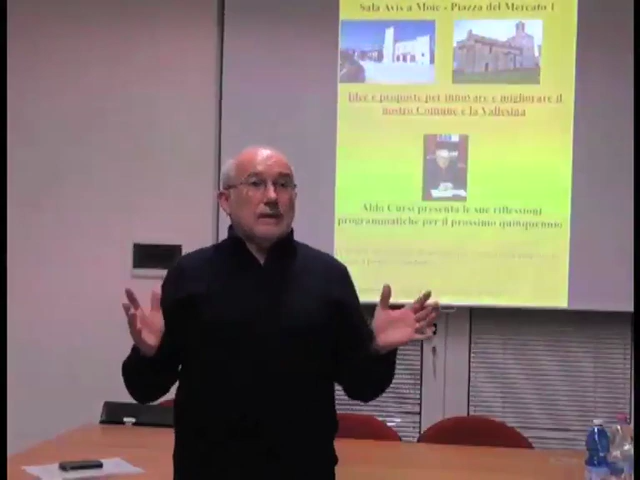 Sala Avis a Moie - Piazza del Mercato 1
Idee e proposte per innovare e migliorare il
nostro Comune e la Vallesina
Aldo Cursi presenta le sue riflessioni
programmatiche per il prossimo quinquennio